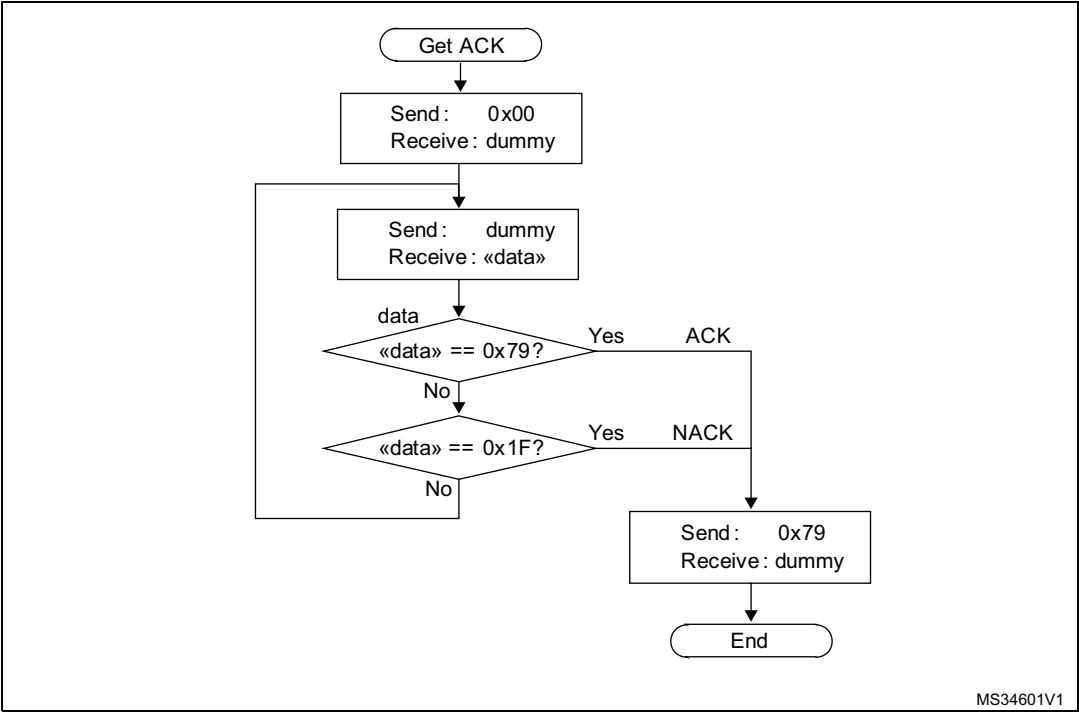 Get ACK
Send : 0x00
Receive : dummy
Send : dummy
Receive : «data»
data
«data» == 0x79?
Yes
ACK
No
«data» == 0x1F?
Yes
NACK
No
Send : 0x79
Receive : dummy
End
MS34601V1